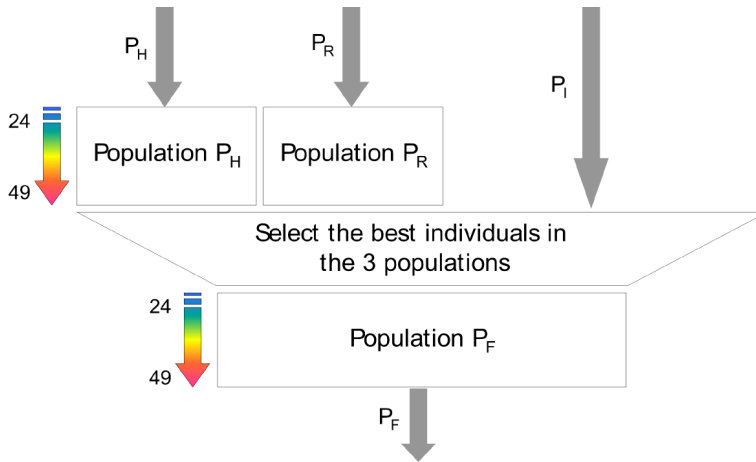 P_H
P_R
P_I
24
49
Population P_H
Population P_R
Select the best individuals in
the 3 populations
24
49
Population P_F
P_F